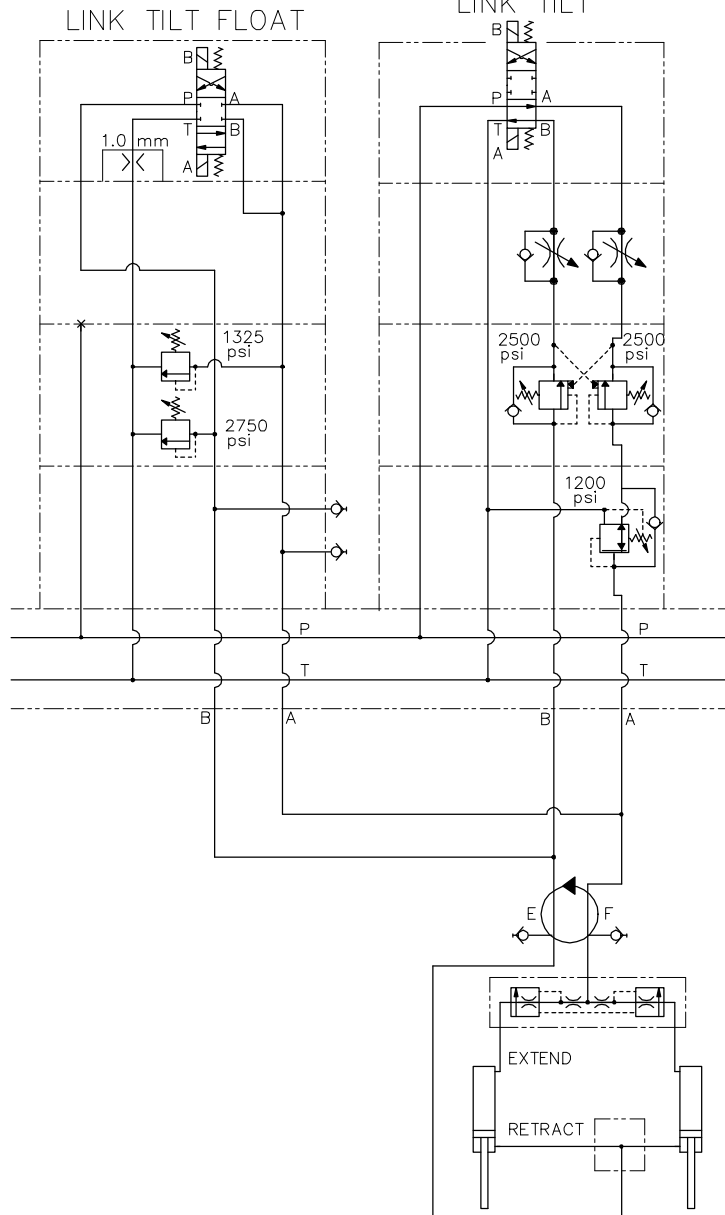 LINK TILT FLOAT
LINK TILT
B
P
A
T
B
A
1.0 mm
B
P
A
T
B
A
1325
psi
2750
psi
2500
psi
2500
psi
1200
psi
P
P
T
T
B
A
B
A
E
F
EXTEND
RETRACT